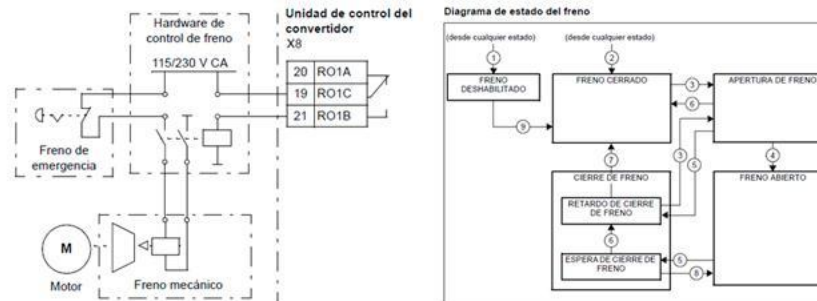 Hardware de
control de freno
115/230 V CA
Unidad de control del
convertidor
X8
20 RO1A
19 RO1C
21 RO1B
Freno de
emergencia
M
Motor
Freno mecánico
Diagrama de estado del freno
(desde cualquier estado)
(desde cualquier estado)
1
2
FRENO
DESHABILITADO
FRENO CERRADO
3
APERTURA DE FRENO
6
9
7
3
5
4
CIERRE DE FRENO
FRENO ABIERTO
RETARDO DE CIERRE
DE FRENO
6
ESPERA DE CIERRE DE
FRENO
5
8